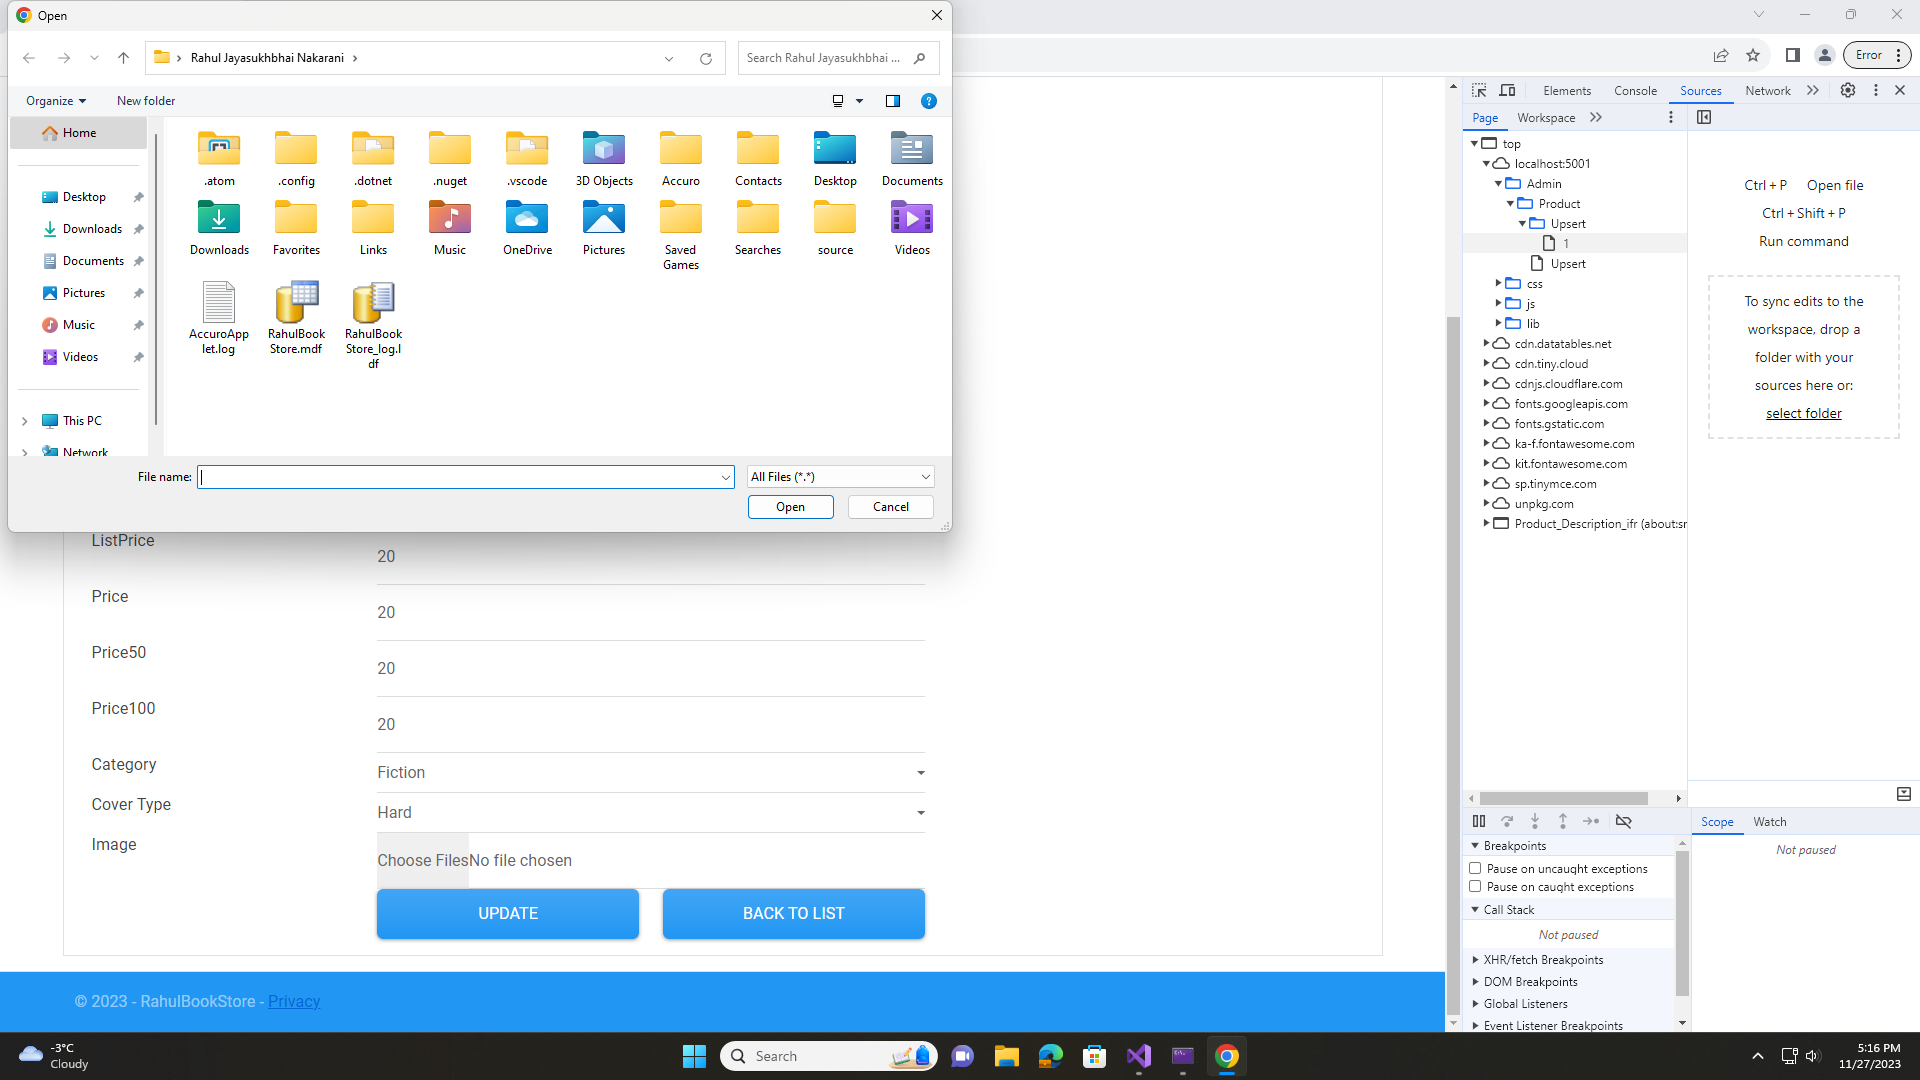 Open
Rahul Jayasukhbhai Nakarani
Search Rahul Jayasukhbhai ...
Organize
New folder
Home
Desktop
Downloads
Documents
Pictures
Music
Videos
This PC
Network
.atom
.config
.dotnet
.nuget
.vscode
3D Objects
Accuro
Contacts
Desktop
Documents
Downloads
Favorites
Links
Music
OneDrive
Pictures
Saved
Games
Searches
source
Videos
AccuroApp
let.log
RahulBook
Store.mdf
RahulBook
Store_log.l
df
File name:
All Files (*.*)
Open
Cancel
ListPrice
20
Price
20
Price50
20
Price100
20
Category
Fiction
Cover Type
Hard
Image
Choose Files No file chosen
UPDATE
BACK TO LIST
© 2023 - RahulBookStore - Privacy
Error
Elements
Console
Sources
Network
Page
Workspace
top
localhost:5001
Admin
Product
Upsert
1
Upsert
css
js
lib
cdn.datatables.net
cdn.tiny.cloud
cdnjs.cloudflare.com
fonts.googleapis.com
fonts.gstatic.com
ka-f.fontawesome.com
kit.fontawesome.com
sp.tinymce.com
unpkg.com
Product_Description_ifr (about:sr
Ctrl + P Open file
Ctrl + Shift + P
Run command
To sync edits to the
workspace, drop a
folder with your
sources here or:
select folder
Breakpoints
Pause on uncaught exceptions
Pause on caught exceptions
Call Stack
Not paused
XHR/fetch Breakpoints
DOM Breakpoints
Global Listeners
Event Listener Breakpoints
Scope
Watch
Not paused
-3°C
Cloudy
Search
5:16 PM
11/27/2023